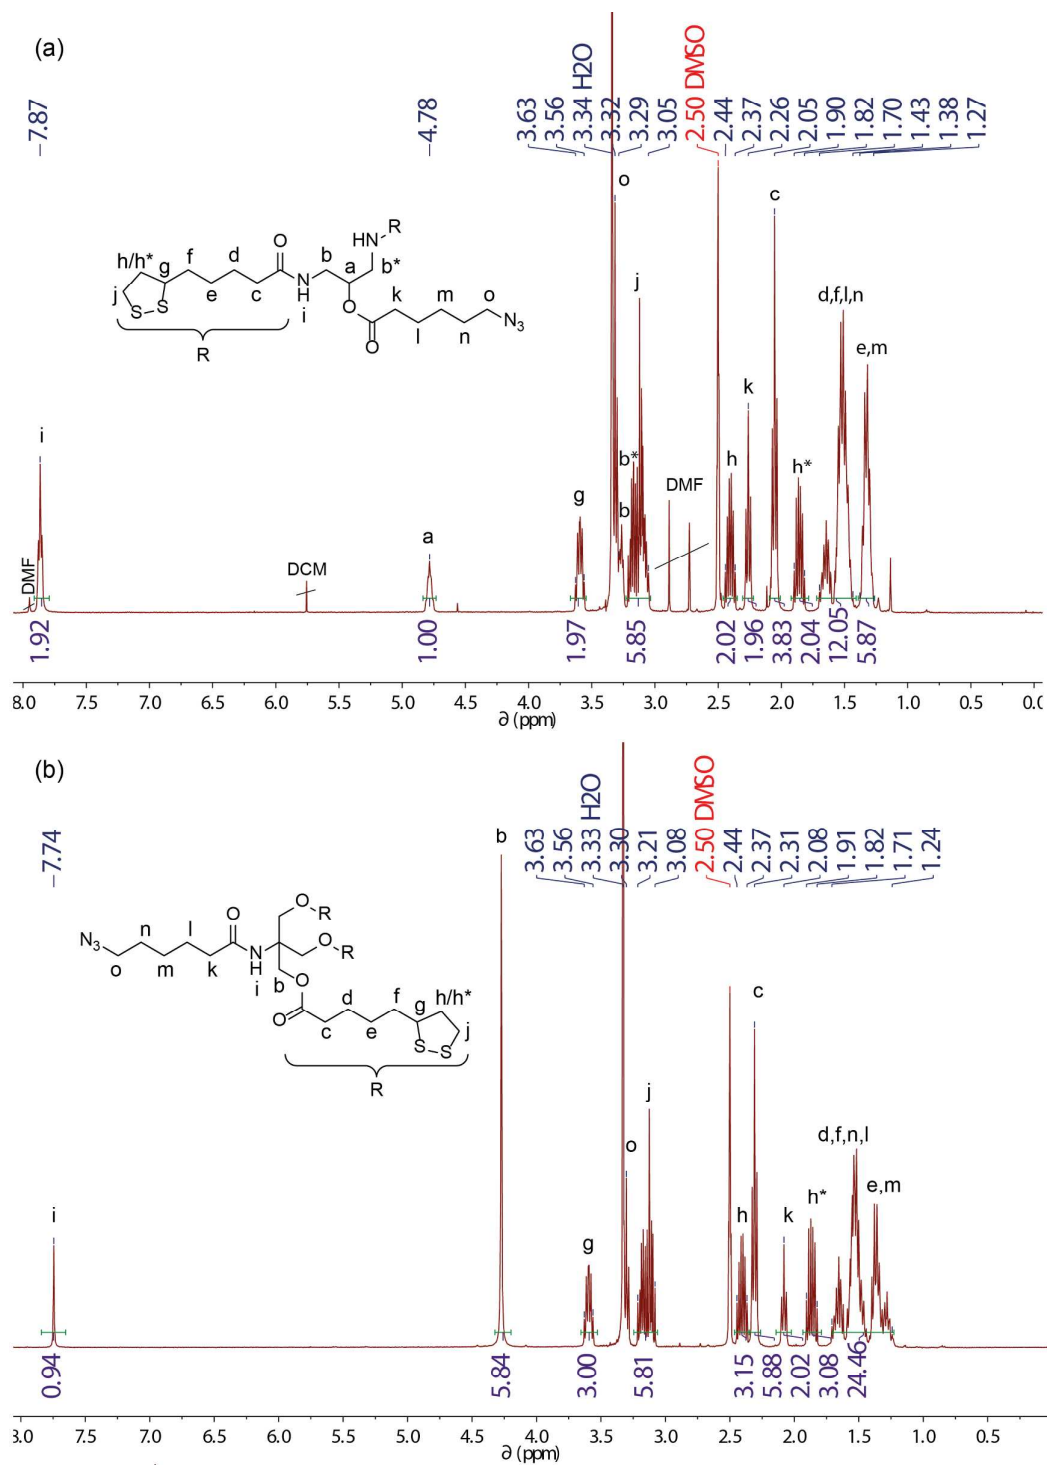 (a)
−7.87
−4.78
3.63
3.56
3.34 H2O
3.32
3.29
3.05
2.50 DMSO
2.44
2.37
2.26
2.05
1.90
1.82
1.70
1.43
1.38
1.27
R
HN
O
b
a
b*
h/h*
g
f
d
j
S
S
e
c
N
H
i
O
k
m
o
O
l
n
N3
R
i
DMF
DCM
a
g
o
b*
b
j
DMF
h
k
c
h*
d,f,l,n
e,m
1.92
1.00
1.97
5.85
2.02
1.96
3.83
2.04
12.05
5.87
8.0 7.5 7.0 6.5 6.0 5.5 5.0 4.5 4.0 3.5 3.0 2.5 2.0 1.5 1.0 0.0
∂ (ppm)
(b)
−7.74
b
3.63
3.56
3.33 H2O
3.30
3.21
3.08
2.50 DMSO
2.44
2.37
2.31
2.08
1.91
1.82
1.71
1.24
O
R
O
R
O
n
l
N3
o
m
k
N
H
i
b
O
O
d
f
g
h/h*
c
e
S
S
j
R
i
g
o
j
h
c
k
h*
d,f,n,l
e,m
0.94
5.84
3.00
5.81
3.15
5.88
2.02
3.08
24.46
7.5 7.0 6.5 6.0 5.5 5.0 4.5 4.0 3.5 3.0 2.5 2.0 1.5 1.0 0.5
∂ (ppm)